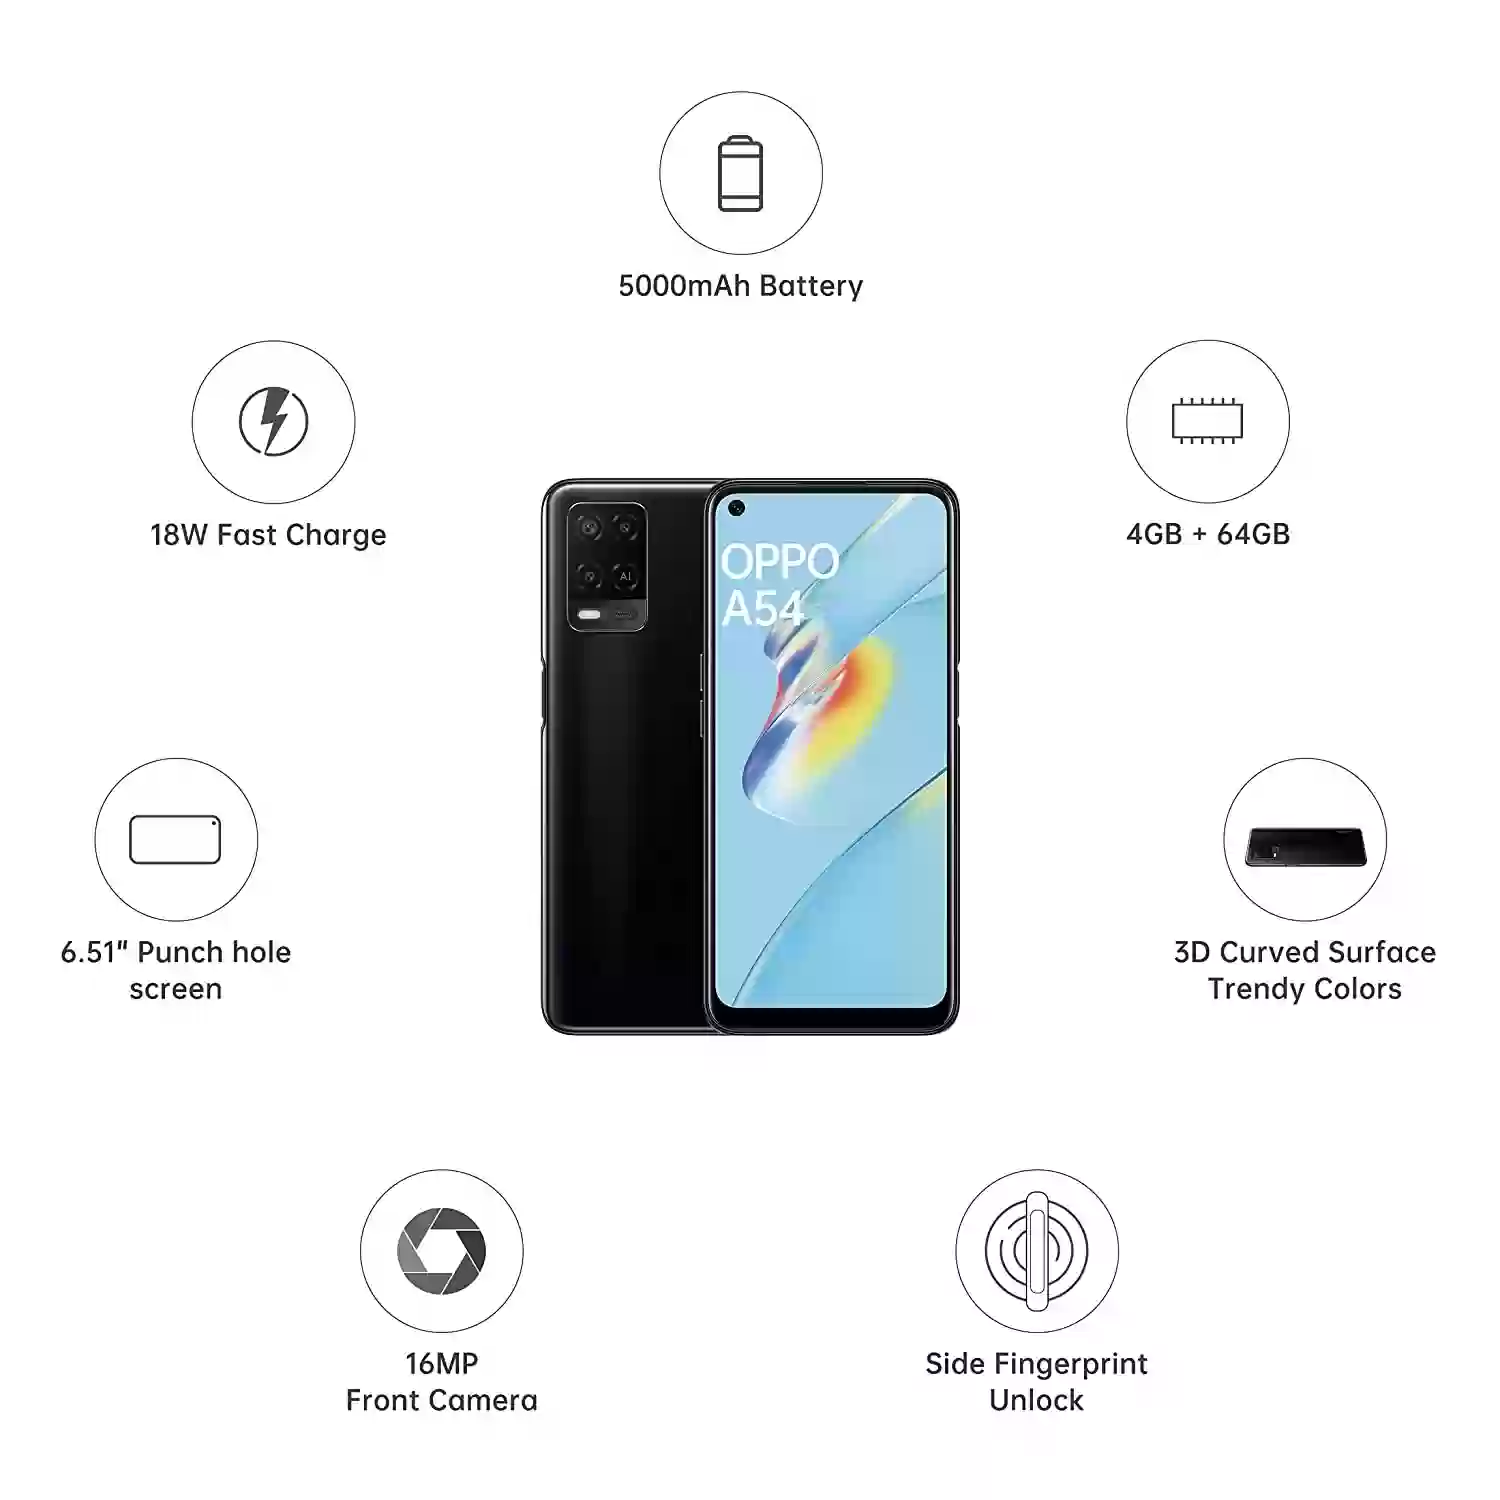 5000mAh Battery
18W Fast Charge
4GB + 64GB
OPPO
A54
AI
6.51" Punch hole
screen
3D Curved Surface
Trendy Colors
16MP
Front Camera
Side Fingerprint
Unlock